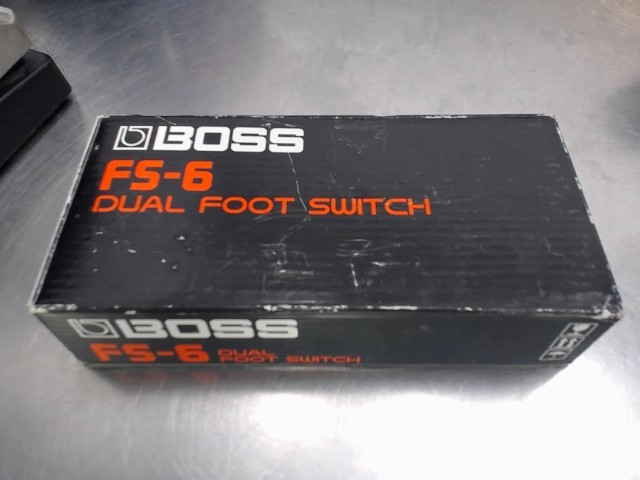 BOSS
FS-6
DUAL FOOT SWITCH
BOSS
FS-6 DUAL
FOOT SWITCH